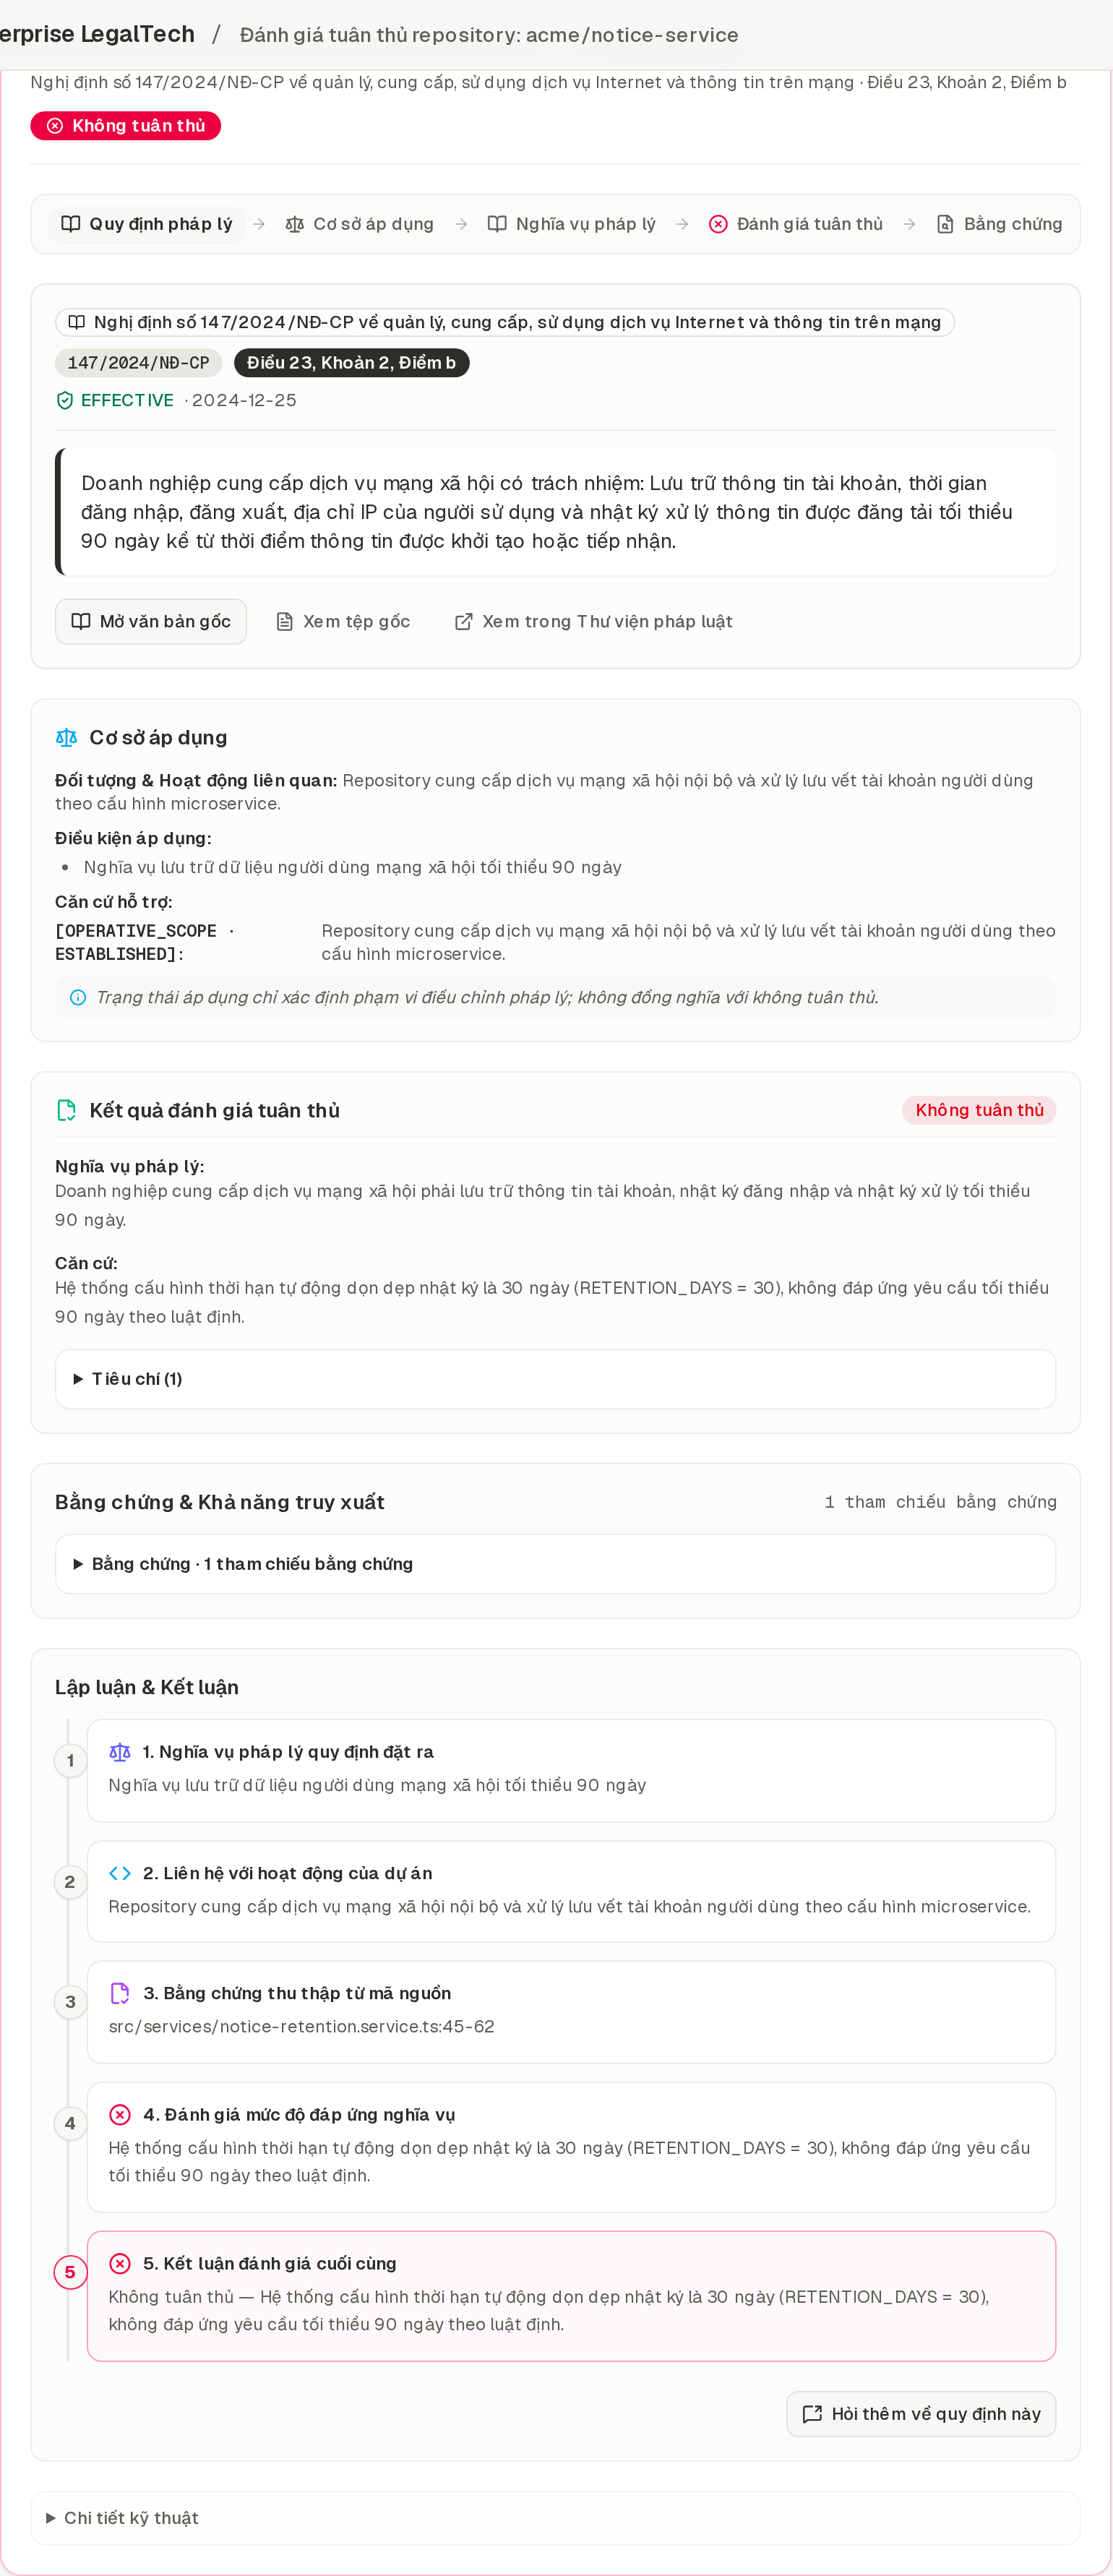 erprise LegalTech / Đánh giá tuân thủ repository: acme/notice-service
Nghị định số 147/2024/NĐ-CP về quản lý, cung cấp, sử dụng dịch vụ Internet và thông tin trên mạng · Điều 23, Khoản 2, Điểm b
Không tuân thủ
Quy định pháp lý → Cơ sở áp dụng → Nghĩa vụ pháp lý → Đánh giá tuân thủ → Bằng chứng
Nghị định số 147/2024/NĐ-CP về quản lý, cung cấp, sử dụng dịch vụ Internet và thông tin trên mạng
147/2024/NĐ-CP Điều 23, Khoản 2, Điểm b
EFFECTIVE · 2024-12-25
Doanh nghiệp cung cấp dịch vụ mạng xã hội có trách nhiệm: Lưu trữ thông tin tài khoản, thời gian
đăng nhập, đăng xuất, địa chỉ IP của người sử dụng và nhật ký xử lý thông tin được đăng tải tối thiểu
90 ngày kể từ thời điểm thông tin được khởi tạo hoặc tiếp nhận.
Mở văn bản gốc Xem tệp gốc Xem trong Thư viện pháp luật
Cơ sở áp dụng
Đối tượng & Hoạt động liên quan: Repository cung cấp dịch vụ mạng xã hội nội bộ và xử lý lưu vết tài khoản người dùng
theo cấu hình microservice.
Điều kiện áp dụng:
• Nghĩa vụ lưu trữ dữ liệu người dùng mạng xã hội tối thiểu 90 ngày
Căn cứ hỗ trợ:
[OPERATIVE_SCOPE ·
ESTABLISHED]:
Repository cung cấp dịch vụ mạng xã hội nội bộ và xử lý lưu vết tài khoản người dùng theo
cấu hình microservice.
Trạng thái áp dụng chỉ xác định phạm vi điều chỉnh pháp lý; không đồng nghĩa với không tuân thủ.
Kết quả đánh giá tuân thủ Không tuân thủ
Nghĩa vụ pháp lý:
Doanh nghiệp cung cấp dịch vụ mạng xã hội phải lưu trữ thông tin tài khoản, nhật ký đăng nhập và nhật ký xử lý tối thiểu
90 ngày.
Căn cứ:
Hệ thống cấu hình thời hạn tự động dọn dẹp nhật ký là 30 ngày (RETENTION_DAYS = 30), không đáp ứng yêu cầu tối thiểu
90 ngày theo luật định.
Tiêu chí (1)
Bằng chứng & Khả năng truy xuất 1 tham chiếu bằng chứng
Bằng chứng · 1 tham chiếu bằng chứng
Lập luận & Kết luận
1 1. Nghĩa vụ pháp lý quy định đặt ra
Nghĩa vụ lưu trữ dữ liệu người dùng mạng xã hội tối thiểu 90 ngày
2 2. Liên hệ với hoạt động của dự án
Repository cung cấp dịch vụ mạng xã hội nội bộ và xử lý lưu vết tài khoản người dùng theo cấu hình microservice.
3 3. Bằng chứng thu thập từ mã nguồn
src/services/notice-retention.service.ts:45-62
4 4. Đánh giá mức độ đáp ứng nghĩa vụ
Hệ thống cấu hình thời hạn tự động dọn dẹp nhật ký là 30 ngày (RETENTION_DAYS = 30), không đáp ứng yêu cầu
tối thiểu 90 ngày theo luật định.
5 5. Kết luận đánh giá cuối cùng
Không tuân thủ — Hệ thống cấu hình thời hạn tự động dọn dẹp nhật ký là 30 ngày (RETENTION_DAYS = 30),
không đáp ứng yêu cầu tối thiểu 90 ngày theo luật định.
Hỏi thêm về quy định này
Chi tiết kỹ thuật